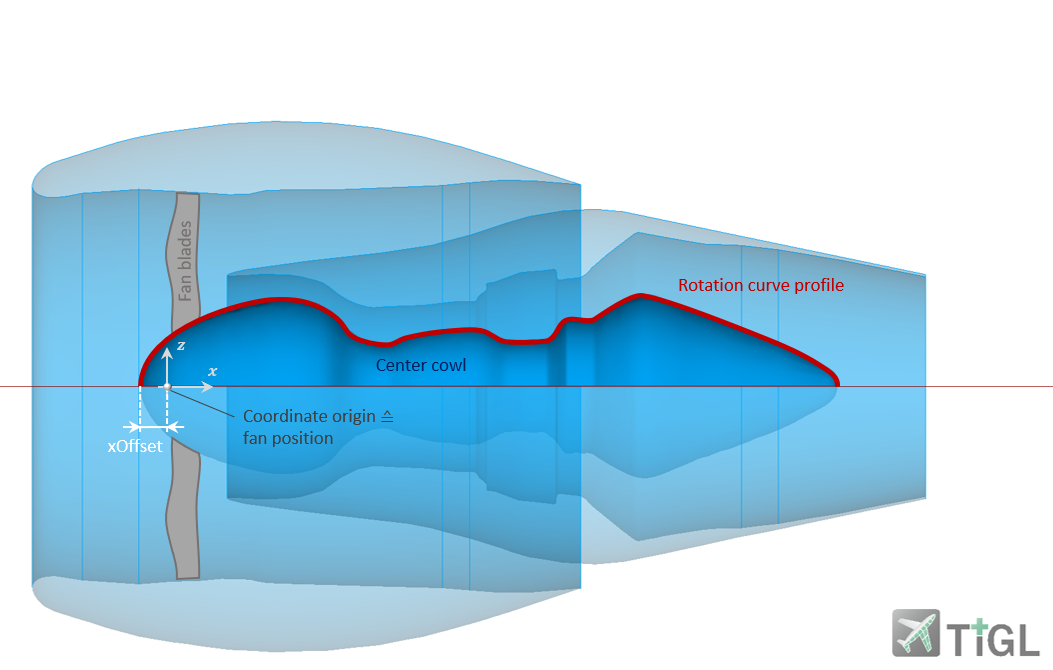 Fan blades
Rotation curve profile
z
Center cowl
x
Coordinate origin ≙
fan position
xOffset
TiGL